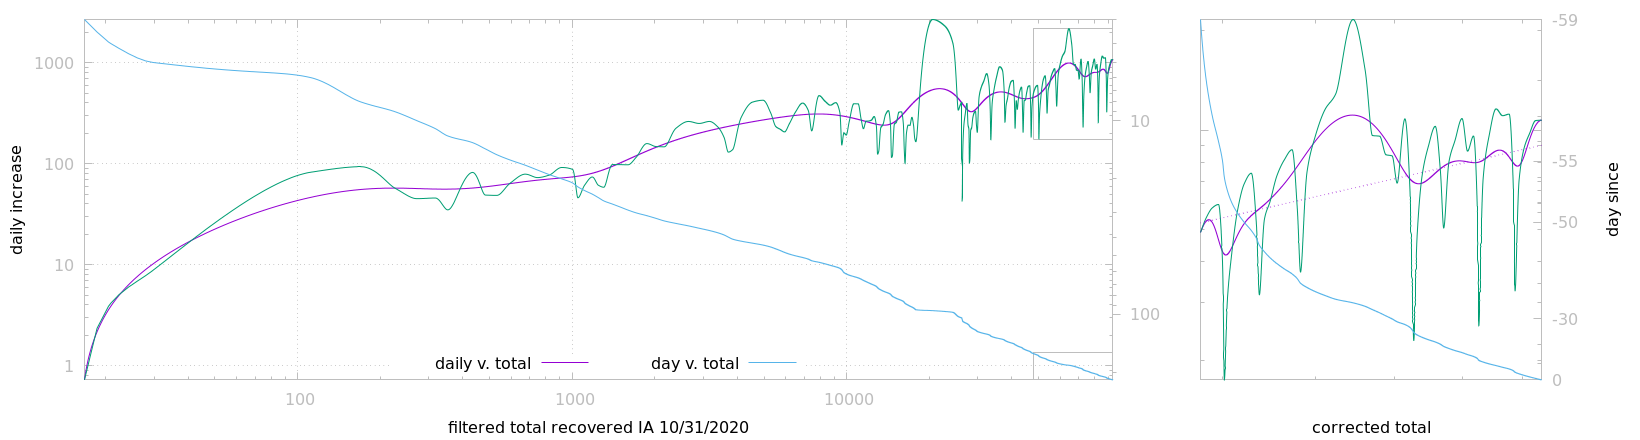 1000
100
10
1
daily increase
100
1000
10000
filtered total recovered IA 10/31/2020
daily v. total
day v. total
10
100
-59
-55
-50
-30
0
day since
corrected total